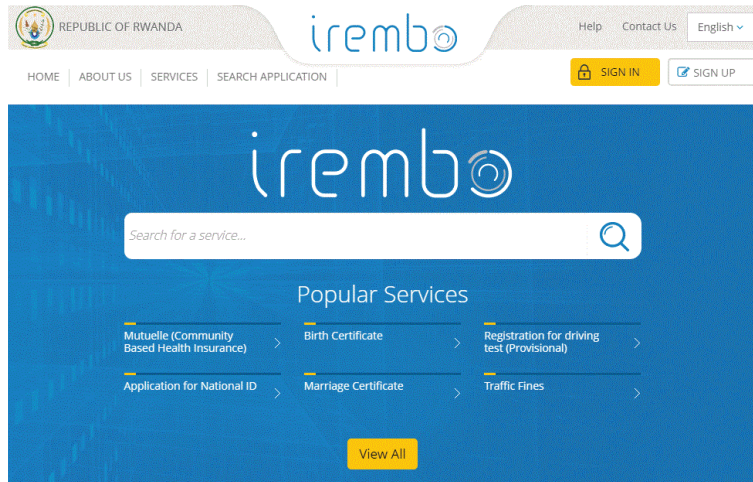 REPUBLIC OF RWANDA
irembo
Help
Contact Us
English
HOME
ABOUT US
SERVICES
SEARCH APPLICATION
SIGN IN
SIGN UP
irembo
Search for a service...
Popular Services
Mutuelle (Community
Based Health Insurance)
Birth Certificate
Registration for driving
test (Provisional)
Application for National ID
Marriage Certificate
Traffic Fines
View All